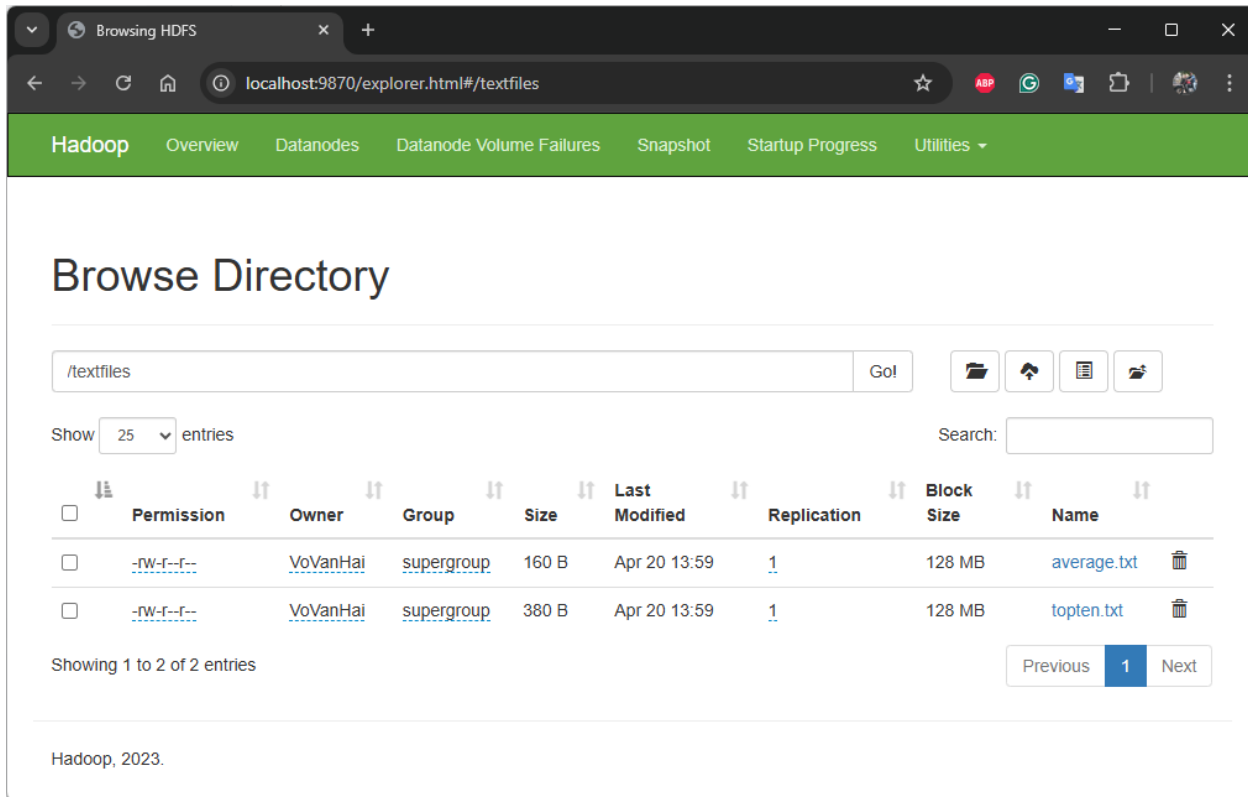 Browsing HDFS
localhost:9870/explorer.html#/textfiles
ABP
Hadoop Overview Datanodes Datanode Volume Failures Snapshot Startup Progress Utilities
Browse Directory
/textfiles Go!
Show 25 entries Search:
Permission Owner Group Size Last Modified Replication Block Size Name
-rw-r--r-- VoVanHai supergroup 160 B Apr 20 13:59 1 128 MB average.txt
-rw-r--r-- VoVanHai supergroup 380 B Apr 20 13:59 1 128 MB topten.txt
Showing 1 to 2 of 2 entries Previous 1 Next
Hadoop, 2023.